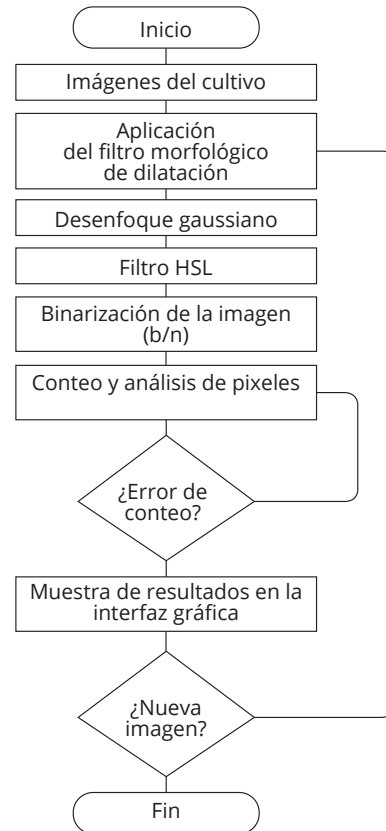 Inicio
Imágenes del cultivo
Aplicación
del filtro morfológico
de dilatación
Desenfoque gaussiano
Filtro HSL
Binarización de la imagen
(b/n)
Conteo y análisis de pixeles
¿Error de
conteo?
Muestra de resultados en la
interfaz gráfica
¿Nueva
imagen?
Fin